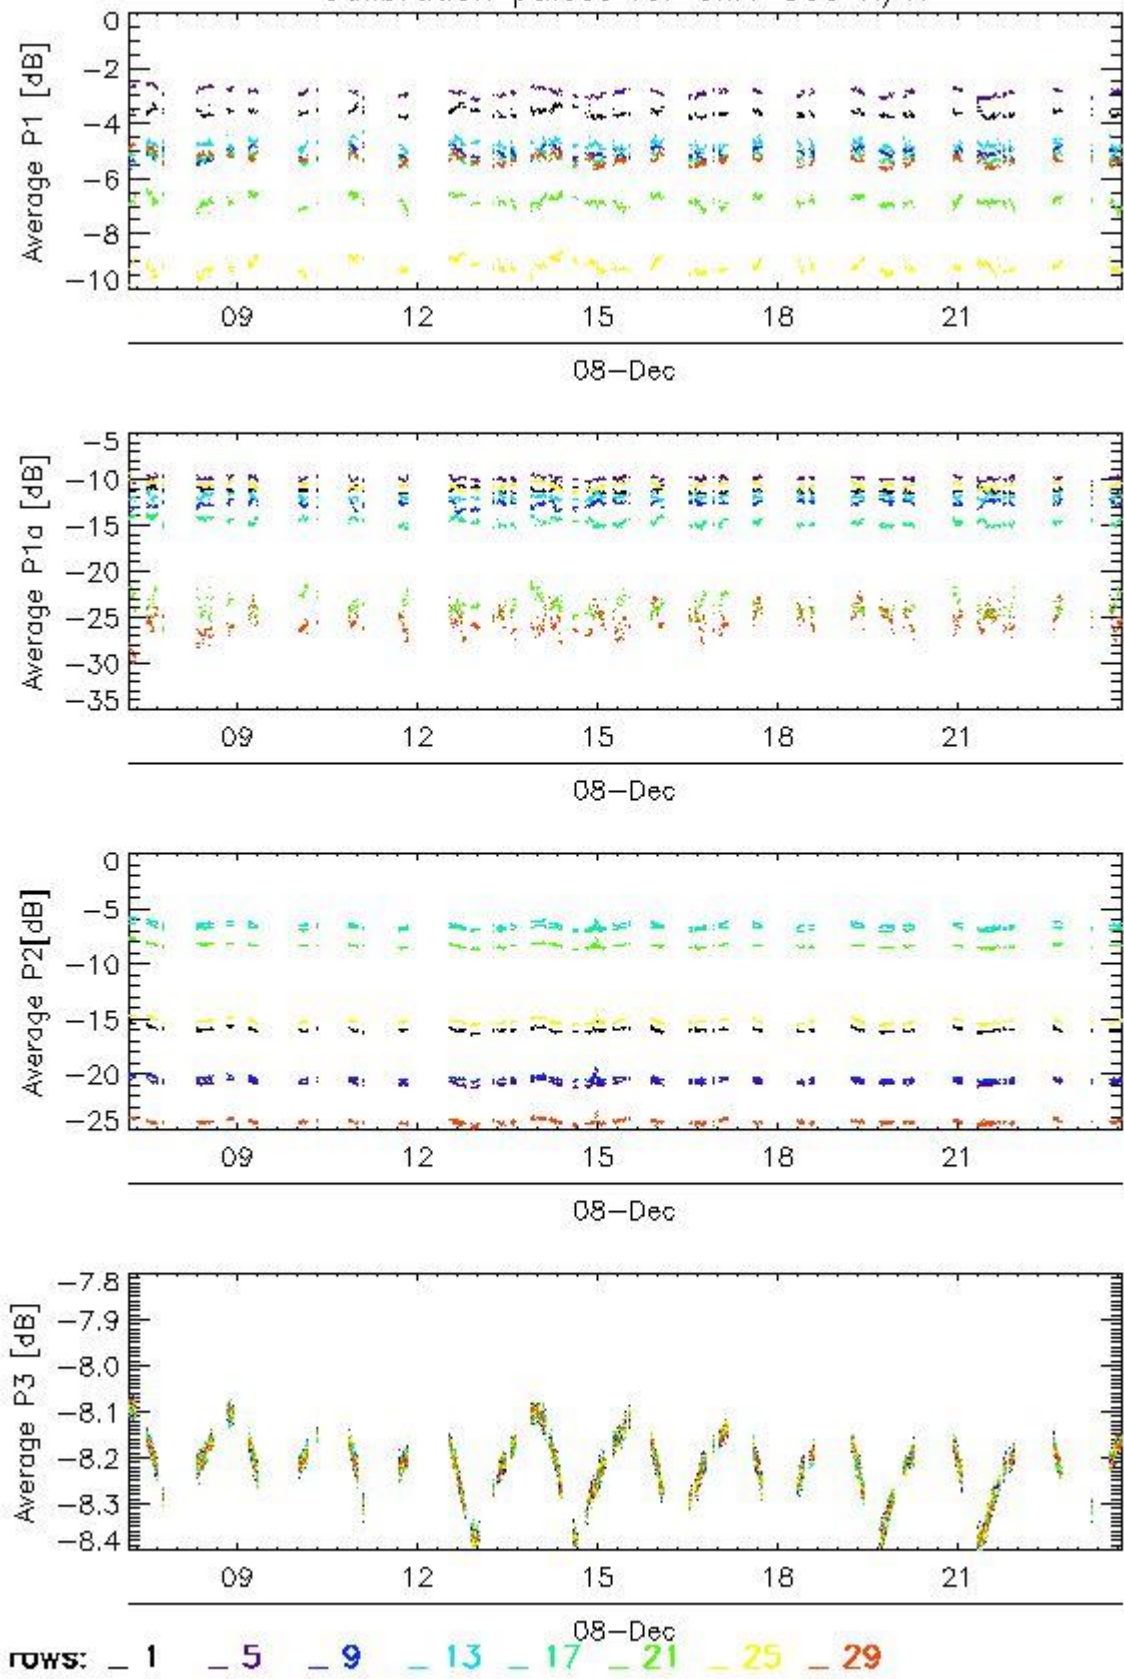 Average P1 [dB]
0
−2
−4
−6
−8
−10
09 12 15 18 21
08−Dec
Average P1a [dB]
−5
−10
−15
−20
−25
−30
−35
09 12 15 18 21
08−Dec
Average P2[dB]
0
−5
−10
−15
−20
−25
09 12 15 18 21
08−Dec
Average P3 [dB]
−7.8
−7.9
−8.0
−8.1
−8.2
−8.3
−8.4
09 12 15 18 21
08−Dec
rows: _ 1 _ 5 _ 9 _ 13 _ 17 _ 21 _ 25 _ 29